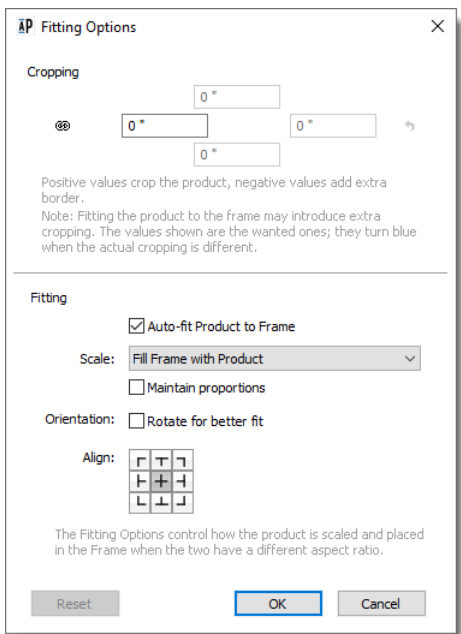 AP Fitting Options
Cropping
0 "
0 "
0 "
0 "
Positive values crop the product, negative values add extra
border.
Note: Fitting the product to the frame may introduce extra
cropping. The values shown are the wanted ones; they turn blue
when the actual cropping is different.
Fitting
Auto-fit Product to Frame
Scale: Fill Frame with Product
Maintain proportions
Orientation: Rotate for better fit
Align:
The Fitting Options control how the product is scaled and placed
in the Frame when the two have a different aspect ratio.
Reset OK Cancel